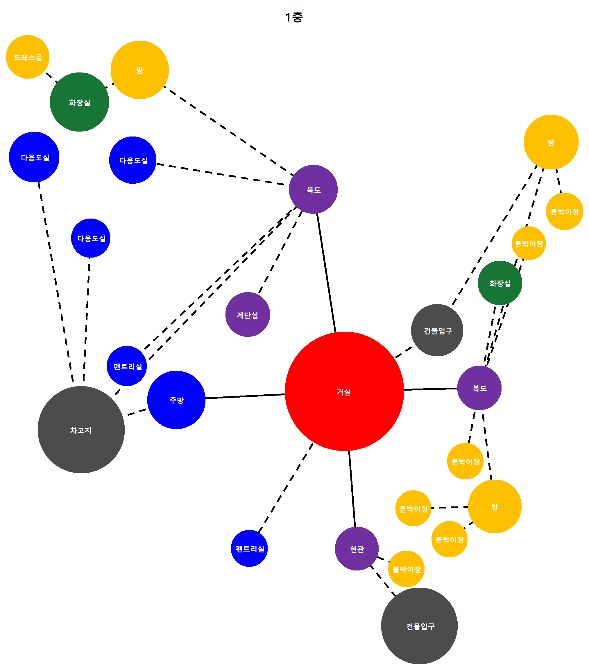 1층
드레스룸
방
화장실
다용도실
다용도실
방
복도
붙박이장
다용도실
붙박이장
화장실
계단실
건물입구
팬트리실
거실
복도
주방
차고지
붙박이장
붙박이장
방
붙박이장
팬트리실
현관
붙박이장
건물입구